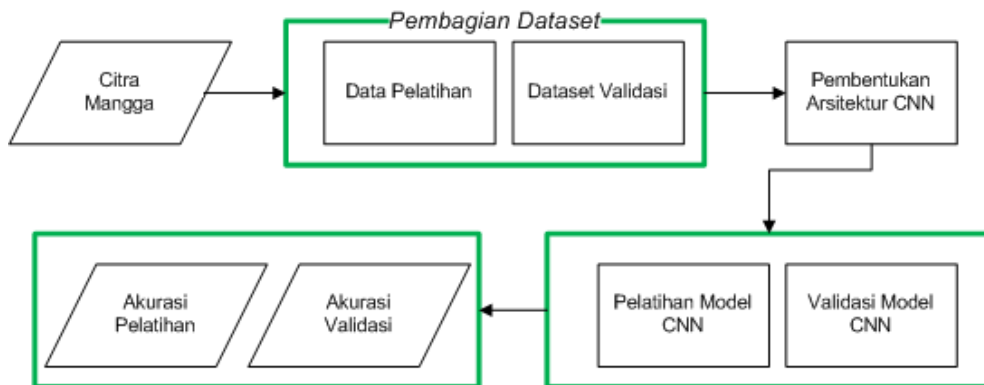 Pembagian Dataset
Citra
Mangga
Data Pelatihan
Dataset Validasi
Pembentukan
Arsitektur CNN
Akurasi
Pelatihan
Akurasi
Validasi
Pelatihan Model
CNN
Validasi Model
CNN